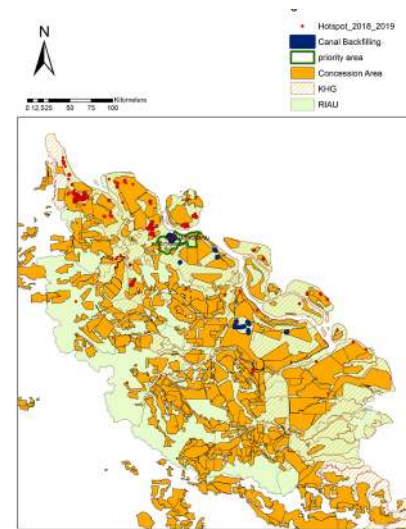 N
Hotspot_2018_2019
Canal Backfilling
priority area
Concession Area
KHG
RIAU
Kilometers
0 12.525 50 75 100